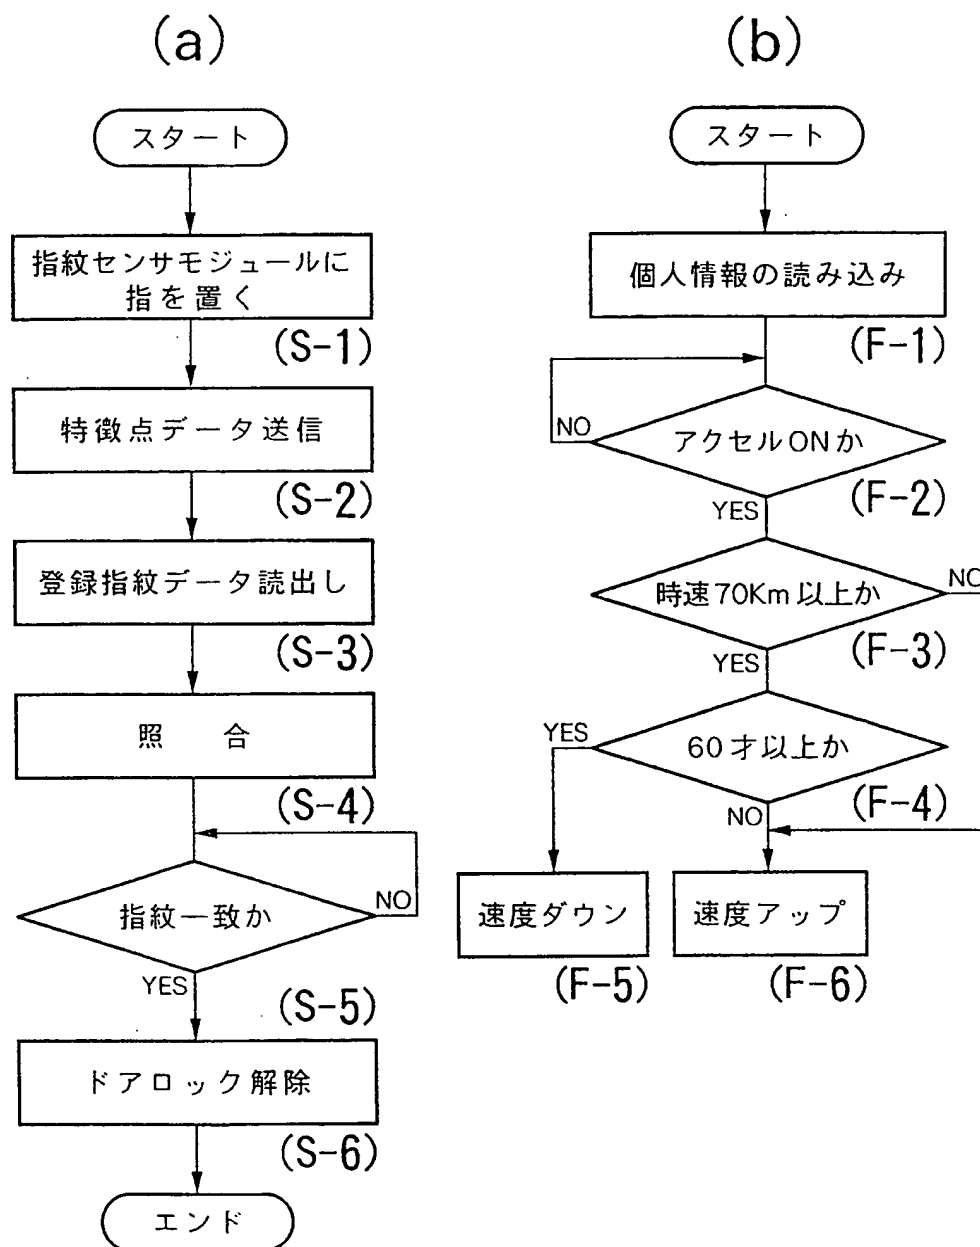 (a)
スタート
指紋センサモジュールに
指を置く
(S-1)
特徴点データ送信
(S-2)
登録指紋データ読出し
(S-3)
照 合
(S-4)
指紋一致か
NO
YES
(S-5)
ドアロック解除
(S-6)
エンド
(b)
スタート
個人情報の読み込み
(F-1)
アクセルONか
NO
(F-2)
YES
時速70Km以上か
NO
(F-3)
YES
60才以上か
YES
(F-4)
NO
速度ダウン
(F-5)
速度アップ
(F-6)